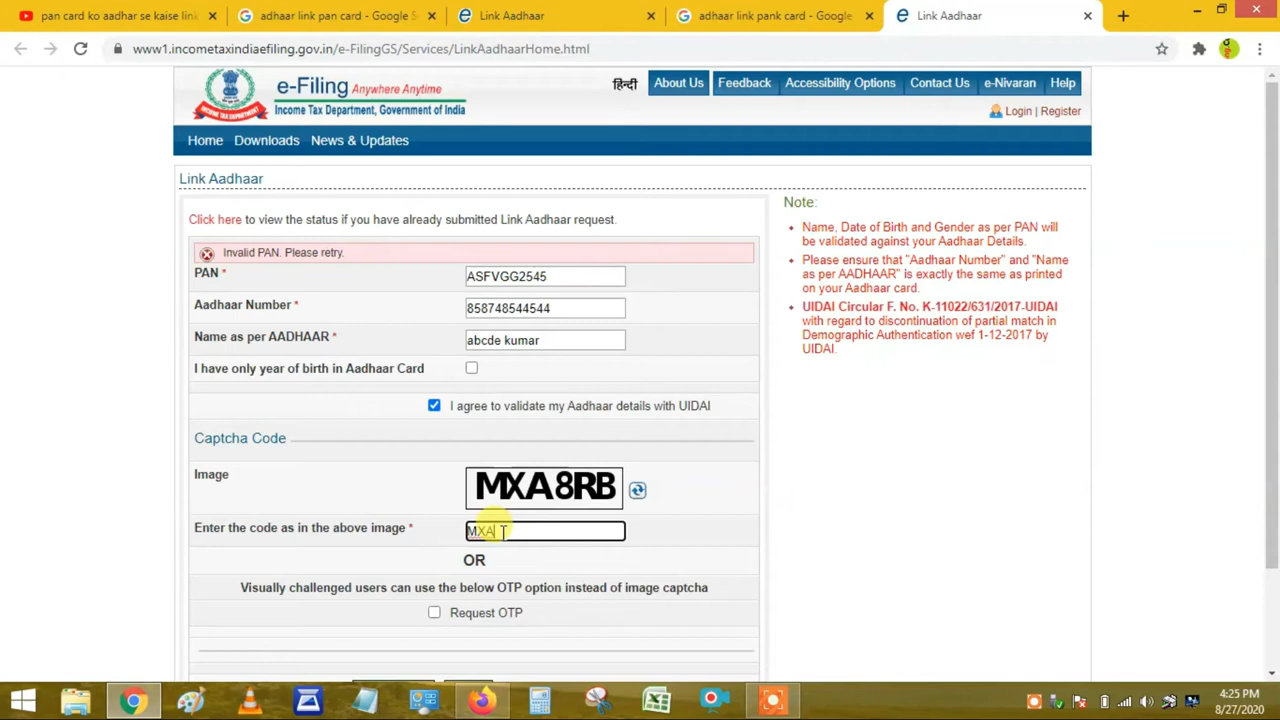 pan card ko aadhar se kaise link
adhaar link pan card - Google S
Link Aadhaar
adhaar link pank card - Google
Link Aadhaar
www1.incometaxindiaefiling.gov.in/e-FilingGS/Services/LinkAadhaarHome.html
e-Filing Anywhere Anytime
Income Tax Department, Government of India
हिन्दी About Us Feedback Accessibility Options Contact Us e-Nivaran Help
Login | Register
Home Downloads News & Updates
Link Aadhaar
Click here to view the status if you have already submitted Link Aadhaar request.
Invalid PAN. Please retry.
PAN * ASFVGG2545
Aadhaar Number * 858748544544
Name as per AADHAAR * abcde kumar
I have only year of birth in Aadhaar Card
I agree to validate my Aadhaar details with UIDAI
Captcha Code
Image MXA8RB
Enter the code as in the above image * MXA
OR
Visually challenged users can use the below OTP option instead of image captcha
Request OTP
Note:
Name, Date of Birth and Gender as per PAN will
be validated against your Aadhaar Details.
Please ensure that "Aadhaar Number" and "Name
as per AADHAAR" is exactly the same as printed
on your Aadhaar card.
UIDAI Circular F. No. K-11022/631/2017-UIDAI
with regard to discontinuation of partial match in
Demographic Authentication wef 1-12-2017 by
UIDAI.
4:25 PM
8/27/2020